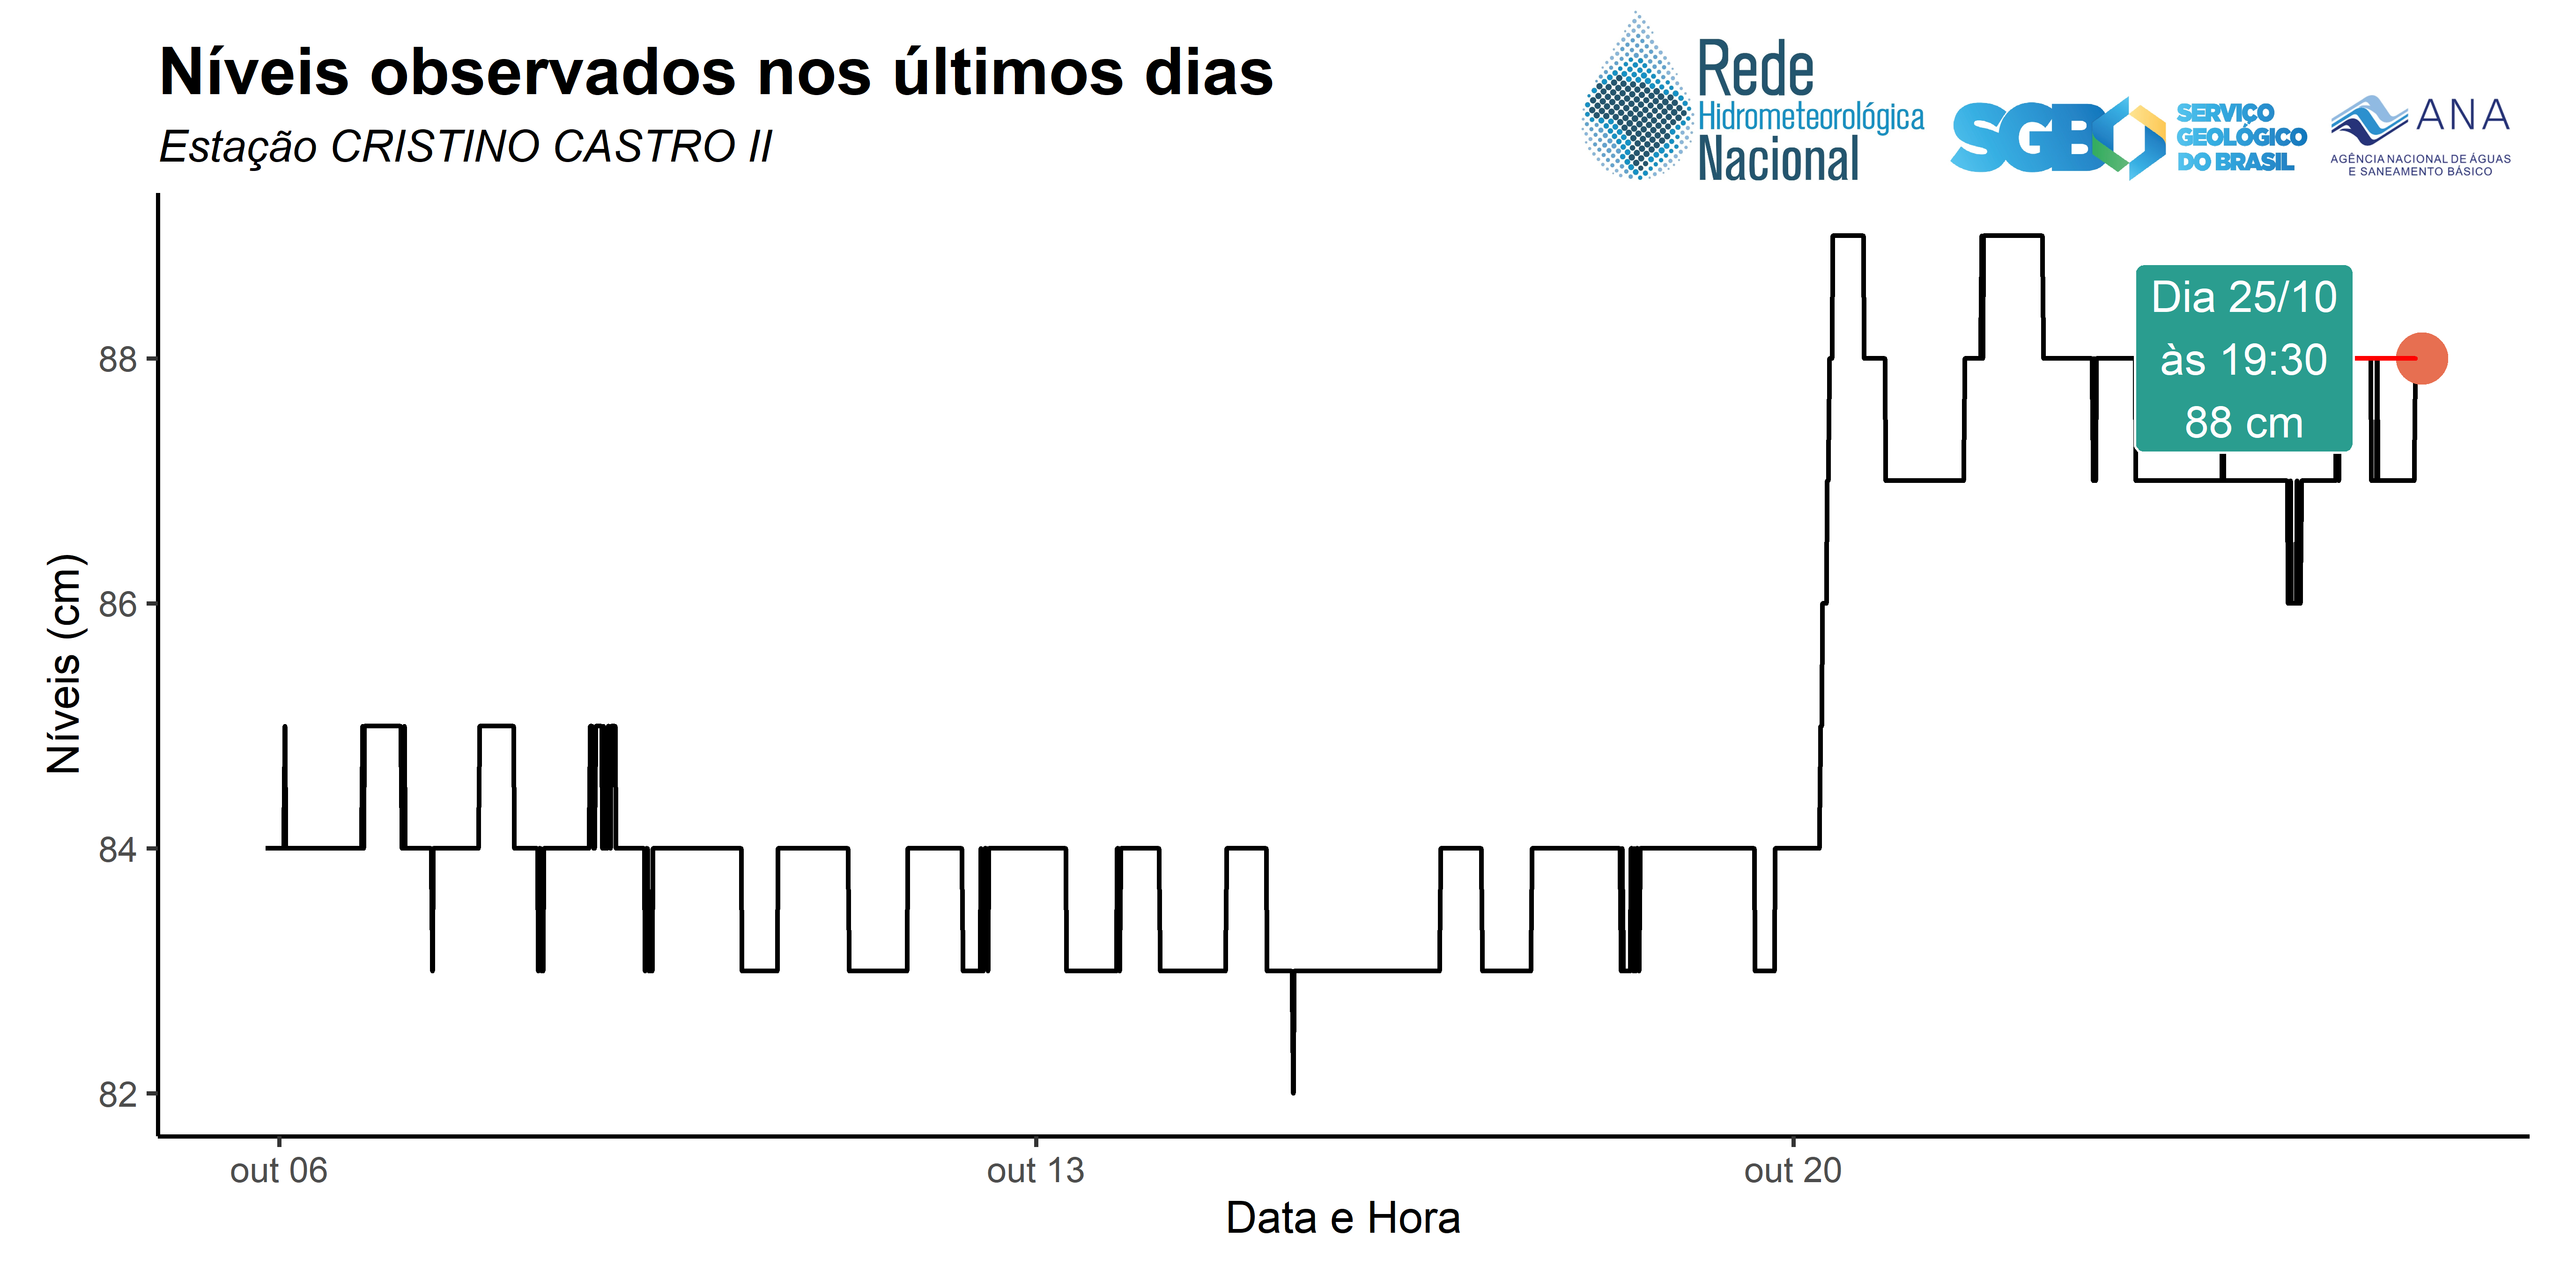 Níveis observados nos últimos dias
Estação CRISTINO CASTRO II
Rede
Hidrometeorológica
Nacional
SGB
SERVIÇO
GEOLÓGICO
DO BRASIL
ANA
AGÊNCIA NACIONAL DE ÁGUAS
E SANEAMENTO BÁSICO
Níveis (cm)
88
86
84
82
Dia 25/10
às 19:30
88 cm
out 06
out 13
out 20
Data e Hora